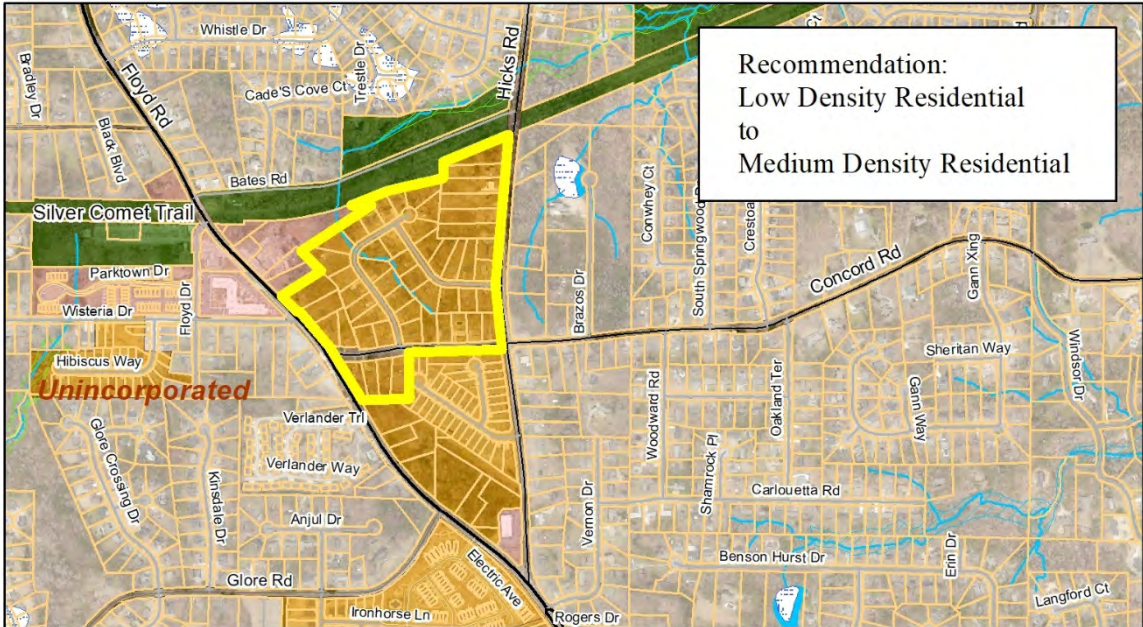 Whistle Dr
Bradley Dr
Floyd Rd
Trestle Dr
Cade'S Cove Ct
Hicks Rd
Ct
Recommendation:
Low Density Residential
to
Medium Density Residential
Black Blvd
Bates Rd
Silver Comet Trail
Conwhey Ct
South Springwood
Crestoa
Parktown Dr
Floyd Dr
Wisteria Dr
Brazos Dr
Concord Rd
Gann Xing
Hibiscus Way
Unincorporated
Sheritan Way
Windsor Dr
Woodward Rd
Oakland Ter
Gann Way
Verlander Trl
Glore Crossing Dr
Kinsdale Dr
Verlander Way
Shamrock Pl
Carlouetta Rd
Anjul Dr
Vernon Dr
Benson Hurst Dr
Erin Dr
Electric Ave
Glore Rd
Langford Ct
Ironhorse Ln
Rogers Dr